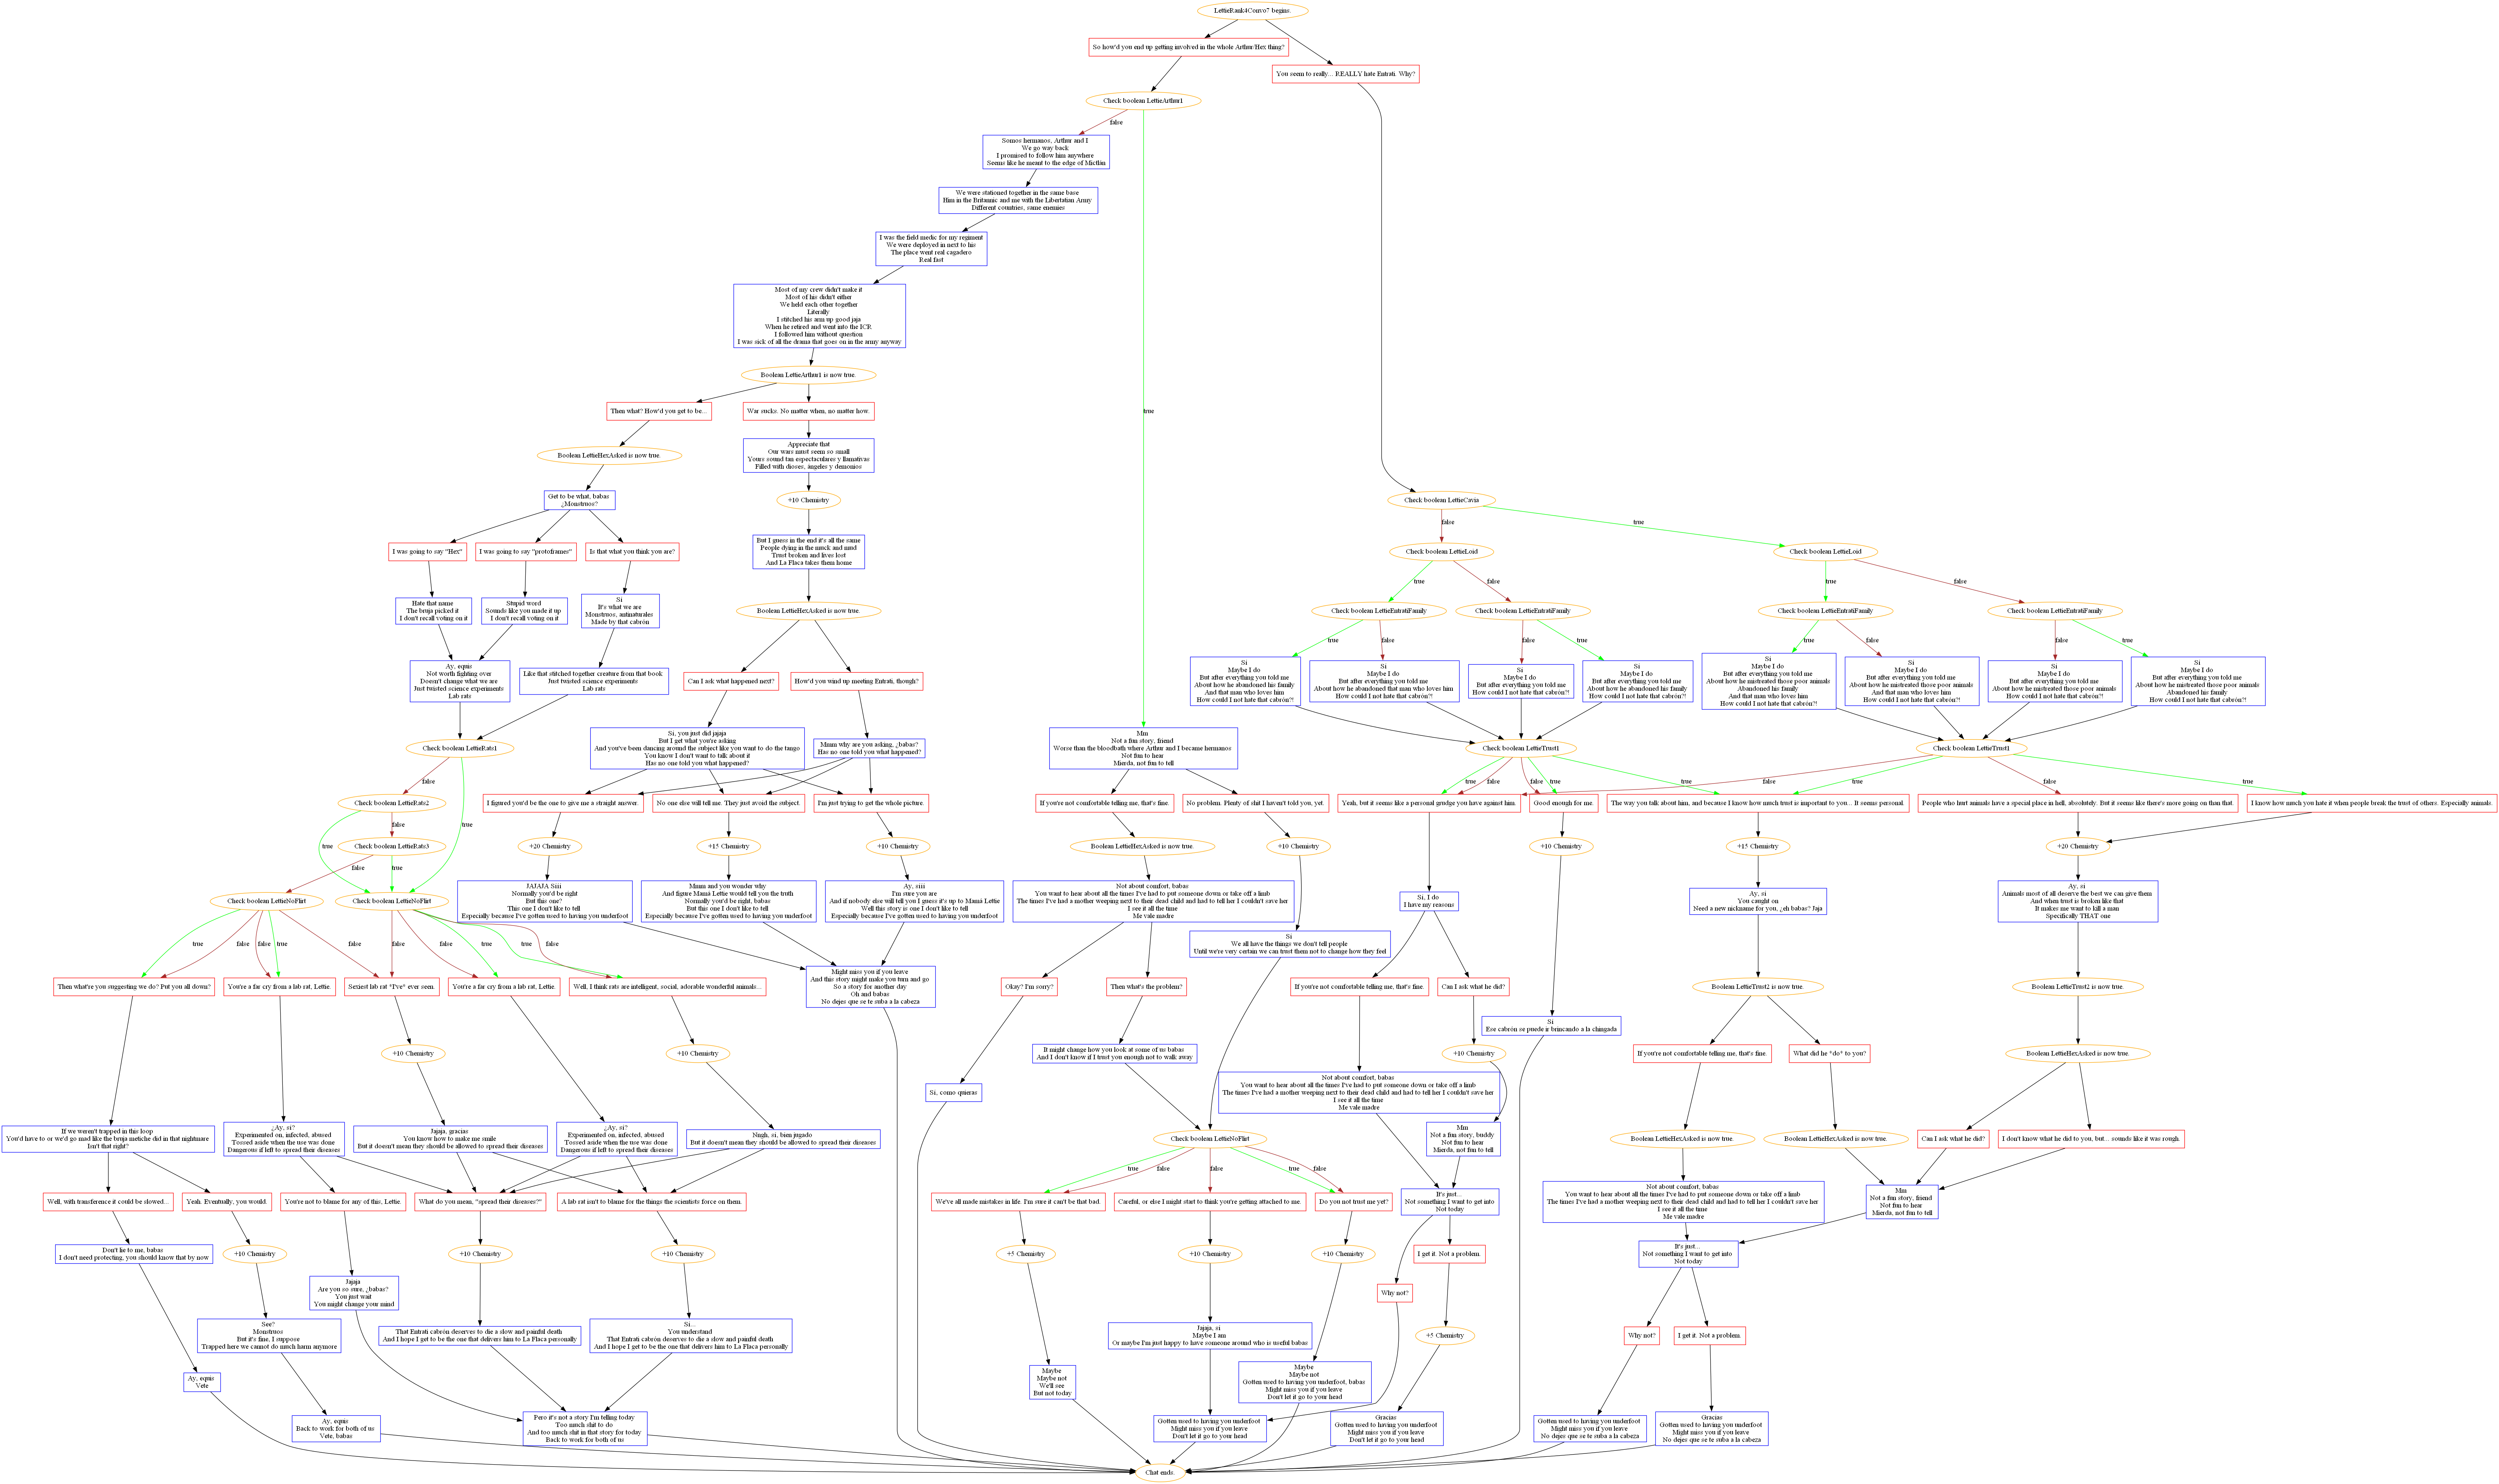 LettieRank4Convo7 begins.
So how'd you end up getting involved in the whole Arthur/Hex thing?
You seem to really... REALLY hate Entrati. Why?
Check boolean LettieArthur1
false
true
Somos hermanos, Arthur and I
We go way back
I promised to follow him anywhere
Seems like he meant to the edge of Mictlán
We were stationed together in the same base
Him in the Britannic and me with the Libertatian Army
Different countries, same enemies
I was the field medic for my regiment
We were deployed in next to his
The place went real cagadero
Real fast
Most of my crew didn't make it
Most of his didn't either
We held each other together
Literally
I stitched his arm up good jaja
When he retired and went into the ICR
I followed him without question
I was sick of all the drama that goes on in the army anyway
Boolean LettieArthur1 is now true.
Then what? How'd you get to be...
War sucks. No matter when, no matter how.
Boolean LettieHexAsked is now true.
Appreciate that
Our wars must seem so small
Yours sound tan espectaculares y llamativas
Filled with dioses, ángeles y demonios
Get to be what, babas
¿Monstruos?
+10 Chemistry
Check boolean LettieCavia
false
true
I was going to say "Hex"
I was going to say "protoframes"
Is that what you think you are?
But I guess in the end it's all the same
People dying in the muck and mud
Trust broken and lives lost
And La Flaca takes them home
Check boolean LettieLoid
true
false
Check boolean LettieLoid
true
false
Hate that name
The bruja picked it
I don't recall voting on it
Stupid word
Sounds like you made it up
I don't recall voting on it
Sí
It's what we are
Monstruos, antinaturales
Made by that cabrón
Boolean LettieHexAsked is now true.
Check boolean LettieEntratiFamily
true
false
Check boolean LettieEntratiFamily
false
true
Check boolean LettieEntratiFamily
true
false
Check boolean LettieEntratiFamily
false
true
Ay, equis
Not worth fighting over
Doesn't change what we are
Just twisted science experiments
Lab rats
Like that stitched together creature from that book
Just twisted science experiments
Lab rats
Can I ask what happened next?
How'd you wind up meeting Entrati, though?
Sí
Maybe I do
But after everything you told me
About how he abandoned his family
And that man who loves him
How could I not hate that cabrón?!
Sí
Maybe I do
But after everything you told me
About how he abandoned that man who loves him
How could I not hate that cabrón?!
Sí
Maybe I do
But after everything you told me
How could I not hate that cabrón?!
Sí
Maybe I do
But after everything you told me
About how he abandoned his family
How could I not hate that cabrón?!
Sí
Maybe I do
But after everything you told me
About how he mistreated those poor animals
Abandoned his family
And that man who loves him
How could I not hate that cabrón?!
Sí
Maybe I do
But after everything you told me
About how he mistreated those poor animals
And that man who loves him
How could I not hate that cabrón?!
Sí
Maybe I do
But after everything you told me
About how he mistreated those poor animals
How could I not hate that cabrón?!
Sí
Maybe I do
But after everything you told me
About how he mistreated those poor animals
Abandoned his family
How could I not hate that cabrón?!
Check boolean LettieRats1
false
true
Sí, you just did jajaja
But I get what you're asking
And you've been dancing around the subject like you want to do the tango
You know I don't want to talk about it
Has no one told you what happened?
Mmm why are you asking, ¿babas?
Has no one told you what happened?
Mm
Not a fun story, friend
Worse than the bloodbath where Arthur and I became hermanos
Not fun to hear
Mierda, not fun to tell
Check boolean LettieTrust1
true
false
false
true
true
Check boolean LettieTrust1
false
true
false
true
Check boolean LettieRats2
true
false
I figured you'd be the one to give me a straight answer.
No one else will tell me. They just avoid the subject.
I'm just trying to get the whole picture.
If you're not comfortable telling me, that's fine.
No problem. Plenty of shit I haven't told you, yet.
Yeah, but it seems like a personal grudge you have against him.
Good enough for me.
The way you talk about him, and because I know how much trust is important to you... It seems personal.
People who hurt animals have a special place in hell, absolutely. But it seems like there's more going on than that.
I know how much you hate it when people break the trust of others. Especially animals.
Check boolean LettieRats3
false
true
+20 Chemistry
+15 Chemistry
+10 Chemistry
Boolean LettieHexAsked is now true.
+10 Chemistry
+10 Chemistry
+15 Chemistry
+20 Chemistry
Check boolean LettieNoFlirt
true
false
false
true
false
Check boolean LettieNoFlirt
false
false
true
true
false
JAJAJA Siii
Normally you'd be right
But this one?
This one I don't like to tell
Especially because I've gotten used to having you underfoot
Mmm and you wonder why
And figure Mamá Lettie would tell you the truth
Normally you'd be right, babas
But this one I don't like to tell
Especially because I've gotten used to having you underfoot
Ay, siii
I'm sure you are
And if nobody else will tell you I guess it's up to Mamá Lettie
Well this story is one I don't like to tell
Especially because I've gotten used to having you underfoot
Not about comfort, babas
You want to hear about all the times I've had to put someone down or take off a limb
The times I've had a mother weeping next to their dead child and had to tell her I couldn't save her
I see it all the time
Me vale madre
Sí, I do
I have my reasons
Ay, sí
You caught on
Need a new nickname for you, ¿eh babas? Jaja
Ay, sí
Animals most of all deserve the best we can give them
And when trust is broken like that
It makes me want to kill a man
Specifically THAT one
Sí
We all have the things we don't tell people
Until we're very certain we can trust them not to change how they feel
Then what're you suggesting we do? Put you all down?
You're a far cry from a lab rat, Lettie.
Sexiest lab rat *I've* ever seen.
You're a far cry from a lab rat, Lettie.
Well, I think rats are intelligent, social, adorable wonderful animals...
Might miss you if you leave
And this story might make you turn and go
So a story for another day
Oh and babas
No dejes que se te suba a la cabeza
Okay? I'm sorry?
Then what's the problem?
If you're not comfortable telling me, that's fine.
Can I ask what he did?
Boolean LettieTrust2 is now true.
Boolean LettieTrust2 is now true.
Sí
Ese cabrón se puede ir brincando a la chingada
+10 Chemistry
+10 Chemistry
It might change how you look at some of us babas
And I don't know if I trust you enough not to walk away
+10 Chemistry
If you're not comfortable telling me, that's fine.
What did he *do* to you?
Boolean LettieHexAsked is now true.
Sí, como quieras
Not about comfort, babas
You want to hear about all the times I've had to put someone down or take off a limb
The times I've had a mother weeping next to their dead child and had to tell her I couldn't save her
I see it all the time
Me vale madre
If we weren't trapped in this loop
You'd have to or we'd go mad like the bruja metiche did in that nightmare
Isn't that right?
¿Ay, sí?
Experimented on, infected, abused
Tossed aside when the use was done
Dangerous if left to spread their diseases
Jajaja, gracias
You know how to make me smile
But it doesn't mean they should be allowed to spread their diseases
¿Ay, sí?
Experimented on, infected, abused
Tossed aside when the use was done
Dangerous if left to spread their diseases
Nngh, sí, bien jugado
But it doesn't mean they should be allowed to spread their diseases
Check boolean LettieNoFlirt
true
false
false
true
false
Mm
Not a fun story, buddy
Not fun to hear
Mierda, not fun to tell
Boolean LettieHexAsked is now true.
Boolean LettieHexAsked is now true.
Can I ask what he did?
I don't know what he did to you, but... sounds like it was rough.
Well, with transference it could be slowed...
Yeah. Eventually, you would.
You're not to blame for any of this, Lettie.
What do you mean, "spread their diseases?"
A lab rat isn't to blame for the things the scientists force on them.
We've all made mistakes in life. I'm sure it can't be that bad.
Careful, or else I might start to think you're getting attached to me.
Do you not trust me yet?
It's just...
Not something I want to get into
Not today
Not about comfort, babas
You want to hear about all the times I've had to put someone down or take off a limb
The times I've had a mother weeping next to their dead child and had to tell her I couldn't save her
I see it all the time
Me vale madre
Mm
Not a fun story, friend
Not fun to hear
Mierda, not fun to tell
Don't lie to me, babas
I don't need protecting, you should know that by now
+10 Chemistry
+10 Chemistry
+10 Chemistry
+5 Chemistry
+10 Chemistry
+10 Chemistry
I get it. Not a problem.
It's just...
Not something I want to get into
Not today
Jajaja
Are you so sure, ¿babas?
You just wait
You might change your mind
Why not?
See?
Monstruos
But it's fine, I suppose
Trapped here we cannot do much harm anymore
That Entrati cabrón deserves to die a slow and painful death
And I hope I get to be the one that delivers him to La Flaca personally
Sí...
You understand
That Entrati cabrón deserves to die a slow and painful death
And I hope I get to be the one that delivers him to La Flaca personally
Jajaja, sí
Maybe I am
Or maybe I'm just happy to have someone around who is useful babas
+5 Chemistry
Why not?
I get it. Not a problem.
Ay, equis
Vete
Maybe
Maybe not
We'll see
But not today
Maybe
Maybe not
Gotten used to having you underfoot, babas
Might miss you if you leave
Don't let it go to your head
Ay, equis
Back to work for both of us
Vete, babas
Pero it's not a story I'm telling today
Too much shit to do
And too much shit in that story for today
Back to work for both of us
Gotten used to having you underfoot
Might miss you if you leave
Don't let it go to your head
Gracias
Gotten used to having you underfoot
Might miss you if you leave
Don't let it go to your head
Gotten used to having you underfoot
Might miss you if you leave
No dejes que se te suba a la cabeza
Gracias
Gotten used to having you underfoot
Might miss you if you leave
No dejes que se te suba a la cabeza
Chat ends.